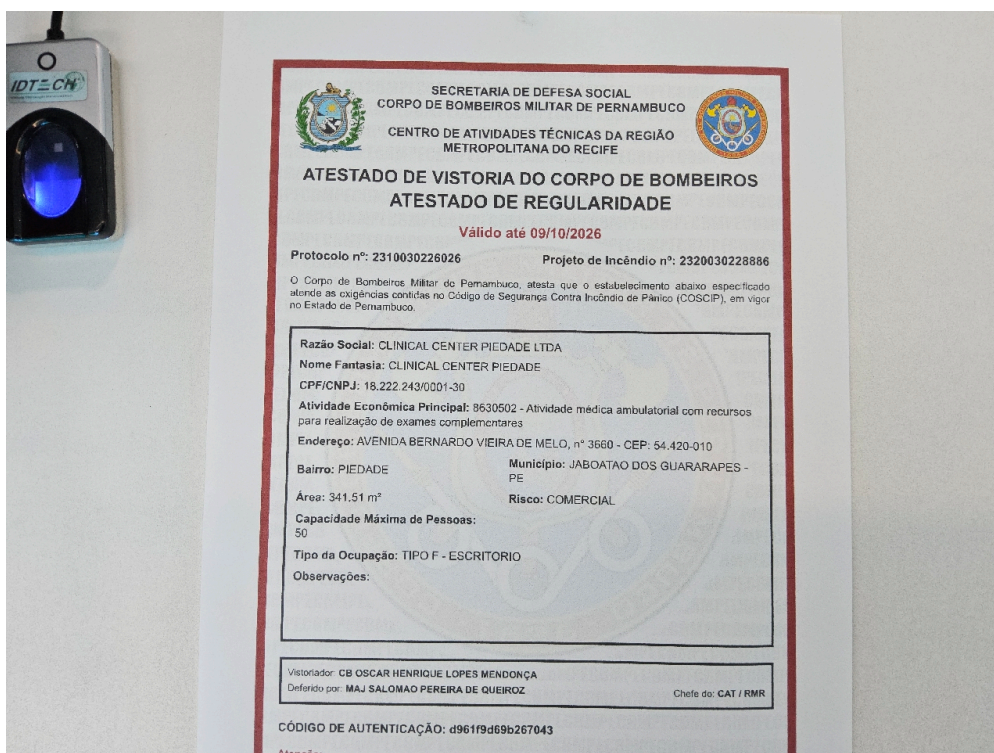 IDTECH
SECRETARIA DE DEFESA SOCIAL
CORPO DE BOMBEIROS MILITAR DE PERNAMBUCO
CENTRO DE ATIVIDADES TÉCNICAS DA REGIÃO
METROPOLITANA DO RECIFE
ATESTADO DE VISTORIA DO CORPO DE BOMBEIROS
ATESTADO DE REGULARIDADE
Válido até 09/10/2026
Protocolo nº: 2310030226026 Projeto de Incêndio nº: 2320030228886
O Corpo de Bombeiros Militar de Pernambuco, atesta que o estabelecimento abaixo especificado
atende as exigências contidas no Código de Segurança Contra Incêndio de Pânico (COSCIP), em vigor
no Estado de Pernambuco.
Razão Social: CLINICAL CENTER PIEDADE LTDA
Nome Fantasia: CLINICAL CENTER PIEDADE
CPF/CNPJ: 18.222.243/0001-30
Atividade Econômica Principal: 8630502 - Atividade médica ambulatorial com recursos
para realização de exames complementares
Endereço: AVENIDA BERNARDO VIEIRA DE MELO, n° 3660 - CEP: 54.420-010
Bairro: PIEDADE Município: JABOATAO DOS GUARARAPES -
PE
Área: 341,51 m² Risco: COMERCIAL
Capacidade Máxima de Pessoas:
50
Tipo da Ocupação: TIPO F - ESCRITORIO
Observações:
Vistoriador: CB OSCAR HENRIQUE LOPES MENDONÇA
Deferido por: MAJ SALOMAO PEREIRA DE QUEIROZ Chefe do: CAT / RMR
CÓDIGO DE AUTENTICAÇÃO: d961f9d69b267043